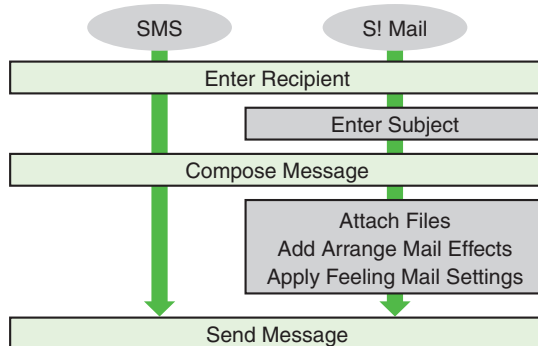 SMS
S! Mail
Enter Recipient
Enter Subject
Compose Message
Attach Files
Add Arrange Mail Effects
Apply Feeling Mail Settings
Send Message